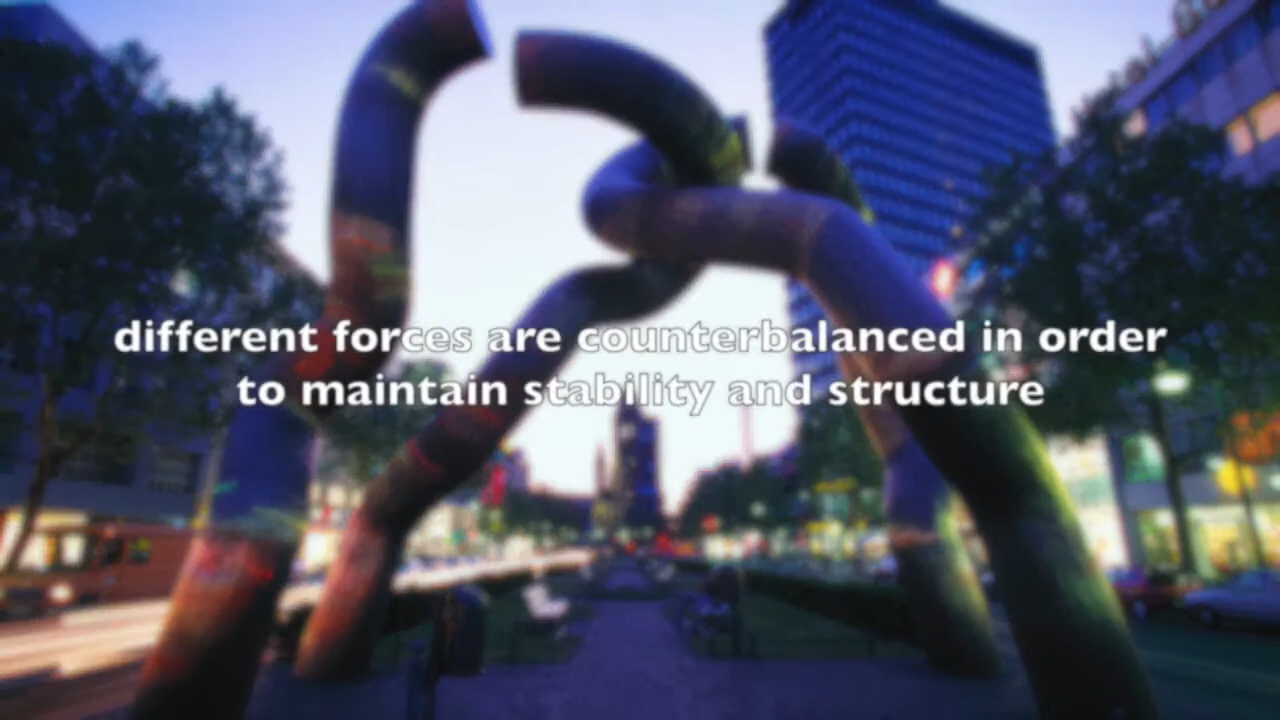 different forces are counterbalanced in order
to maintain stability and structure